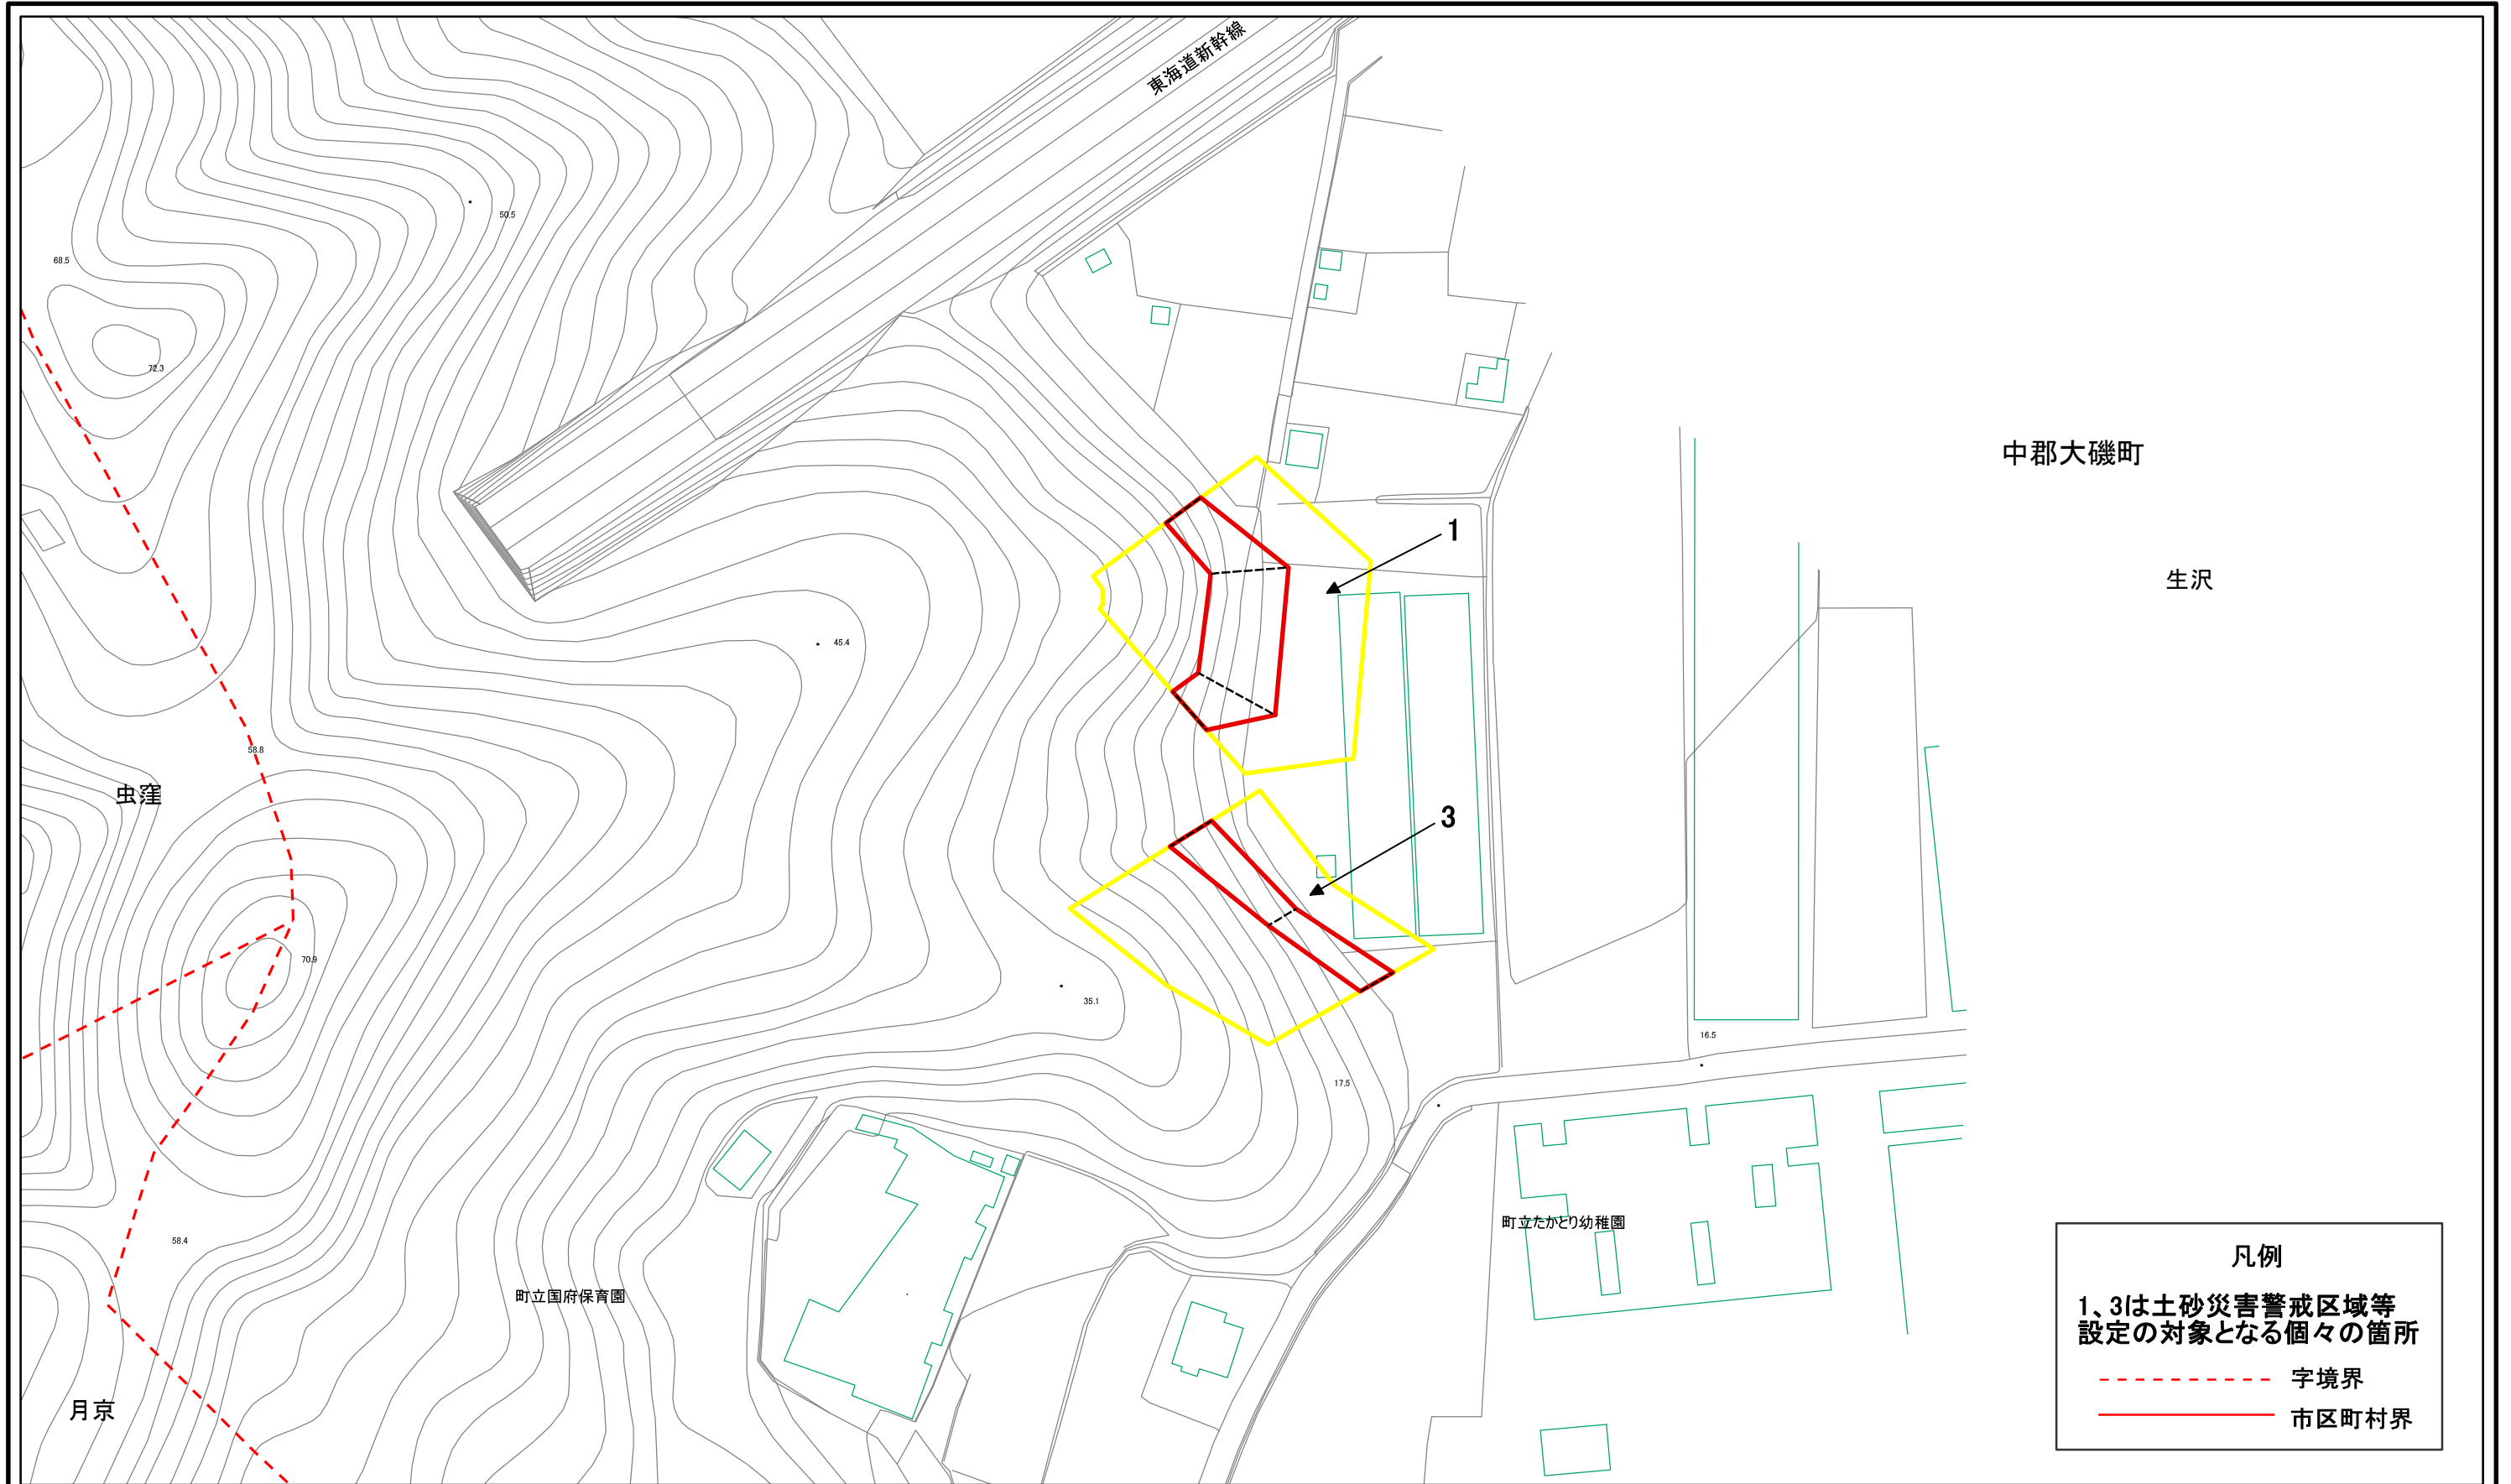 東海道新幹線
50.5
68.5
72.3
中郡大磯町
1
生沢
45.4
58.8
虫窪
3
70.9
35.1
16.5
17.5
町立たかとり幼稚園
58.4
町立国府保育園
月京
凡例
1、3は土砂災害警戒区域等
設定の対象となる個々の箇所
字境界
市区町村界